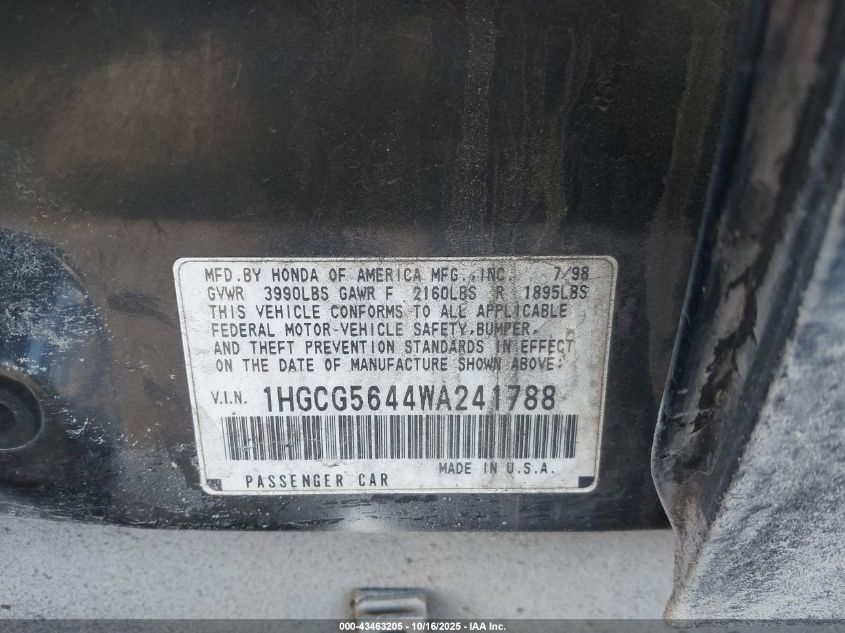 MFD.BY HONDA OF AMERICA MFG.,INC. 7/98
GVWR 3990LBS GAWR F 2160LBS R 1895LBS
THIS VEHICLE CONFORMS TO ALL APPLICABLE
FEDERAL MOTOR-VEHICLE SAFETY,BUMPER,
AND THEFT PREVENTION STANDARDS IN EFFECT
ON THE DATE OF MANUFACTURE SHOWN ABOVE.
V.I.N. 1HGCG5644WA241788
PASSENGER CAR MADE IN U.S.A.
000-43463205 - 10/16/2025 - IAA Inc.